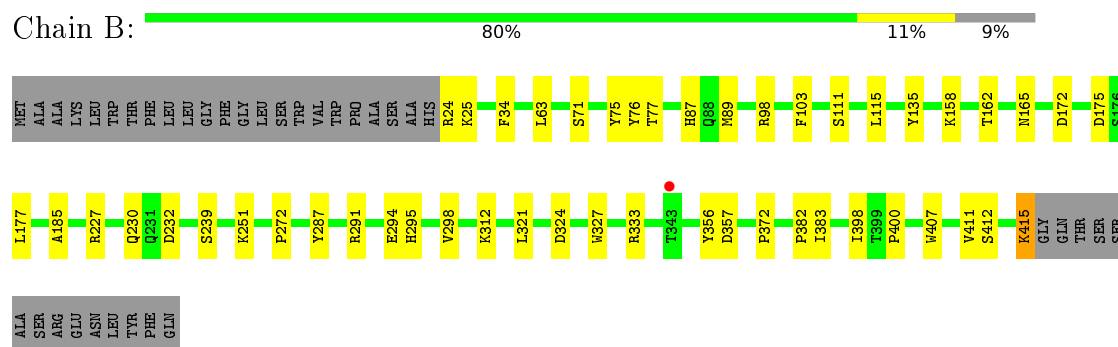 Chain B:
80% 11% 9%
MET ALA ALA LYS LEU TRP THR PHE LEU LEU GLY PHE GLY LEU SER TRP VAL TRP PRO ALA SER ALA HIS R24 K25 F34 L63 S71 Y75 Y76 T77 H87 Q88 M89 R98 F103 S111 L115 Y135 K158 T162 N165 D172 D175 S176
L177 A185 R227 Q230 Q231 D232 S239 K251 P272 Y287 R291 E294 H295 V298 K312 L321 D324 W327 R333 T343 Y356 D357 P372 P382 I383 I398 T399 P400 W407 V411 S412 K415 GLY GLN THR SER SER
ALA SER ARG GLU ASN LEU TYR PHE GLN